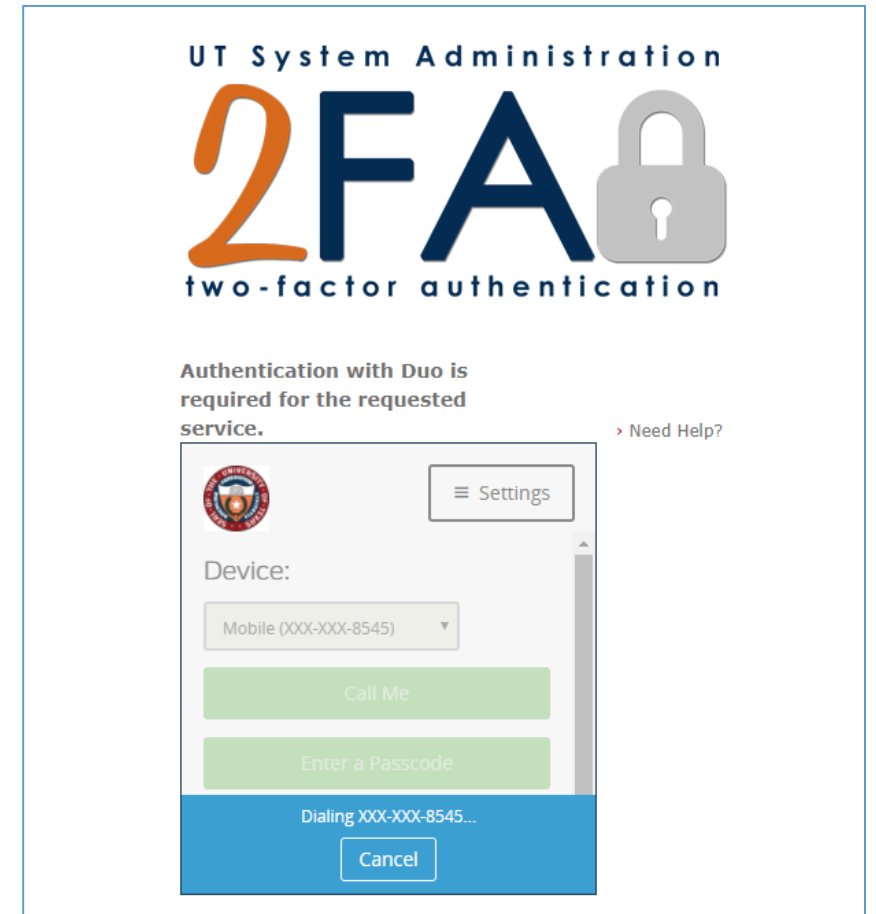 UT System Administration
2FA
two-factor authentication
Authentication with Duo is
required for the requested
service.
› Need Help?
≡ Settings
Device:
Mobile (XXX-XXX-8545)
Call Me
Enter a Passcode
Dialing XXX-XXX-8545...
Cancel